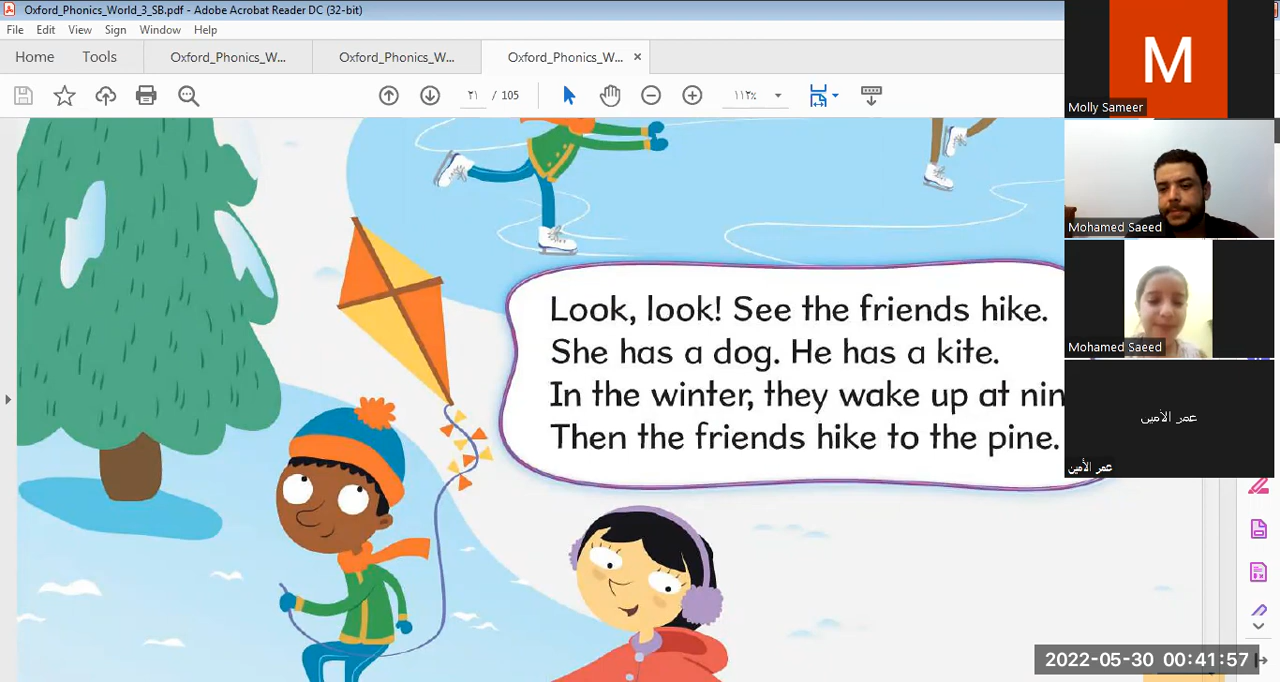 Oxford_Phonics_World_3_SB.pdf - Adobe Acrobat Reader DC (32-bit)
File Edit View Sign Window Help
Home Tools Oxford_Phonics_W... Oxford_Phonics_W... Oxford_Phonics_W... ×
٢١ / 105 ١١٢٪
M
Molly Sameer
Mohamed Saeed
Mohamed Saeed
عمر الأمين
عمر الأمين
Look, look! See the friends hike.
She has a dog. He has a kite.
In the winter, they wake up at nin
Then the friends hike to the pine.
2022-05-30 00:41:57